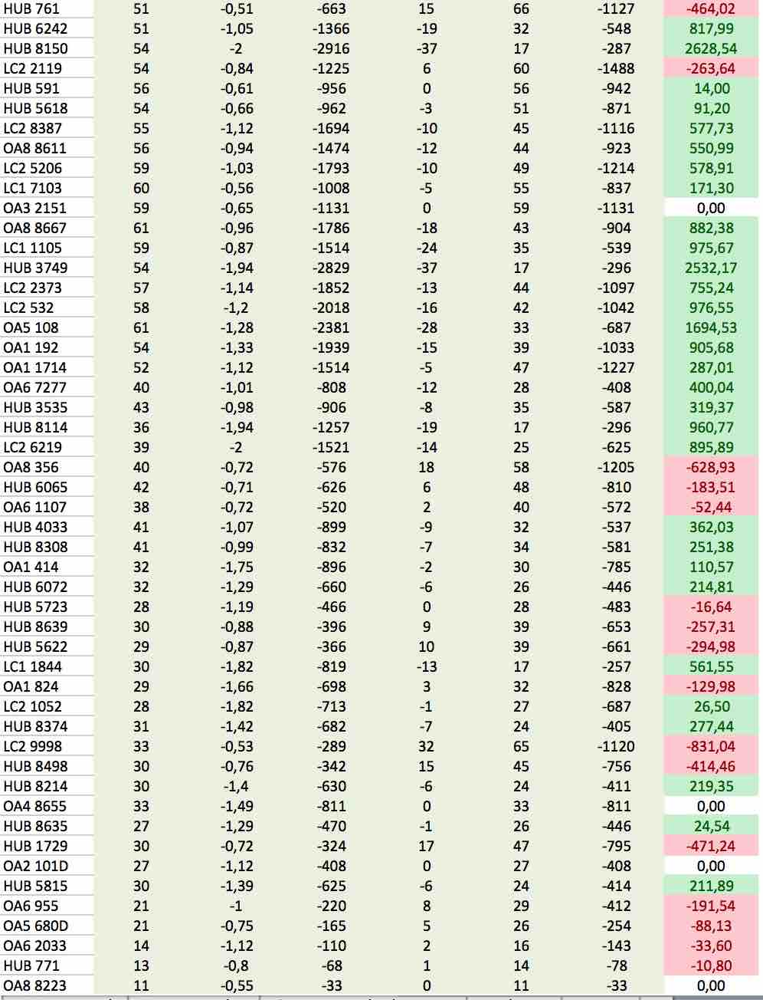 HUB 761 51 -0,51 -663 15 66 -1127 -464,02
HUB 6242 51 -1,05 -1366 -19 32 -548 817,99
HUB 8150 54 -2 -2916 -37 17 -287 2628,54
LC2 2119 54 -0,84 -1225 6 60 -1488 -263,64
HUB 591 56 -0,61 -956 0 56 -942 14,00
HUB 5618 54 -0,66 -962 -3 51 -871 91,20
LC2 8387 55 -1,12 -1694 -10 45 -1116 577,73
OA8 8611 56 -0,94 -1474 -12 44 -923 550,99
LC2 5206 59 -1,03 -1793 -10 49 -1214 578,91
LC1 7103 60 -0,56 -1008 -5 55 -837 171,30
OA3 2151 59 -0,65 -1131 0 59 -1131 0,00
OA8 8667 61 -0,96 -1786 -18 43 -904 882,38
LC1 1105 59 -0,87 -1514 -24 35 -539 975,67
HUB 3749 54 -1,94 -2829 -37 17 -296 2532,17
LC2 2373 57 -1,14 -1852 -13 44 -1097 755,24
LC2 532 58 -1,2 -2018 -16 42 -1042 976,55
OA5 108 61 -1,28 -2381 -28 33 -687 1694,53
OA1 192 54 -1,33 -1939 -15 39 -1033 905,68
OA1 1714 52 -1,12 -1514 -5 47 -1227 287,01
OA6 7277 40 -1,01 -808 -12 28 -408 400,04
HUB 3535 43 -0,98 -906 -8 35 -587 319,37
HUB 8114 36 -1,94 -1257 -19 17 -296 960,77
LC2 6219 39 -2 -1521 -14 25 -625 895,89
OA8 356 40 -0,72 -576 18 58 -1205 -628,93
HUB 6065 42 -0,71 -626 6 48 -810 -183,51
OA6 1107 38 -0,72 -520 2 40 -572 -52,44
HUB 4033 41 -1,07 -899 -9 32 -537 362,03
HUB 8308 41 -0,99 -832 -7 34 -581 251,38
OA1 414 32 -1,75 -896 -2 30 -785 110,57
HUB 6072 32 -1,29 -660 -6 26 -446 214,81
HUB 5723 28 -1,19 -466 0 28 -483 -16,64
HUB 8639 30 -0,88 -396 9 39 -653 -257,31
HUB 5622 29 -0,87 -366 10 39 -661 -294,98
LC1 1844 30 -1,82 -819 -13 17 -257 561,55
OA1 824 29 -1,66 -698 3 32 -828 -129,98
LC2 1052 28 -1,82 -713 -1 27 -687 26,50
HUB 8374 31 -1,42 -682 -7 24 -405 277,44
LC2 9998 33 -0,53 -289 32 65 -1120 -831,04
HUB 8498 30 -0,76 -342 15 45 -756 -414,46
HUB 8214 30 -1,4 -630 -6 24 -411 219,35
OA4 8655 33 -1,49 -811 0 33 -811 0,00
HUB 8635 27 -1,29 -470 -1 26 -446 24,54
HUB 1729 30 -0,72 -324 17 47 -795 -471,24
OA2 101D 27 -1,12 -408 0 27 -408 0,00
HUB 5815 30 -1,39 -625 -6 24 -414 211,89
OA6 955 21 -1 -220 8 29 -412 -191,54
OA5 680D 21 -0,75 -165 5 26 -254 -88,13
OA6 2033 14 -1,12 -110 2 16 -143 -33,60
HUB 771 13 -0,8 -68 1 14 -78 -10,80
OA8 8223 11 -0,55 -33 0 11 -33 0,00